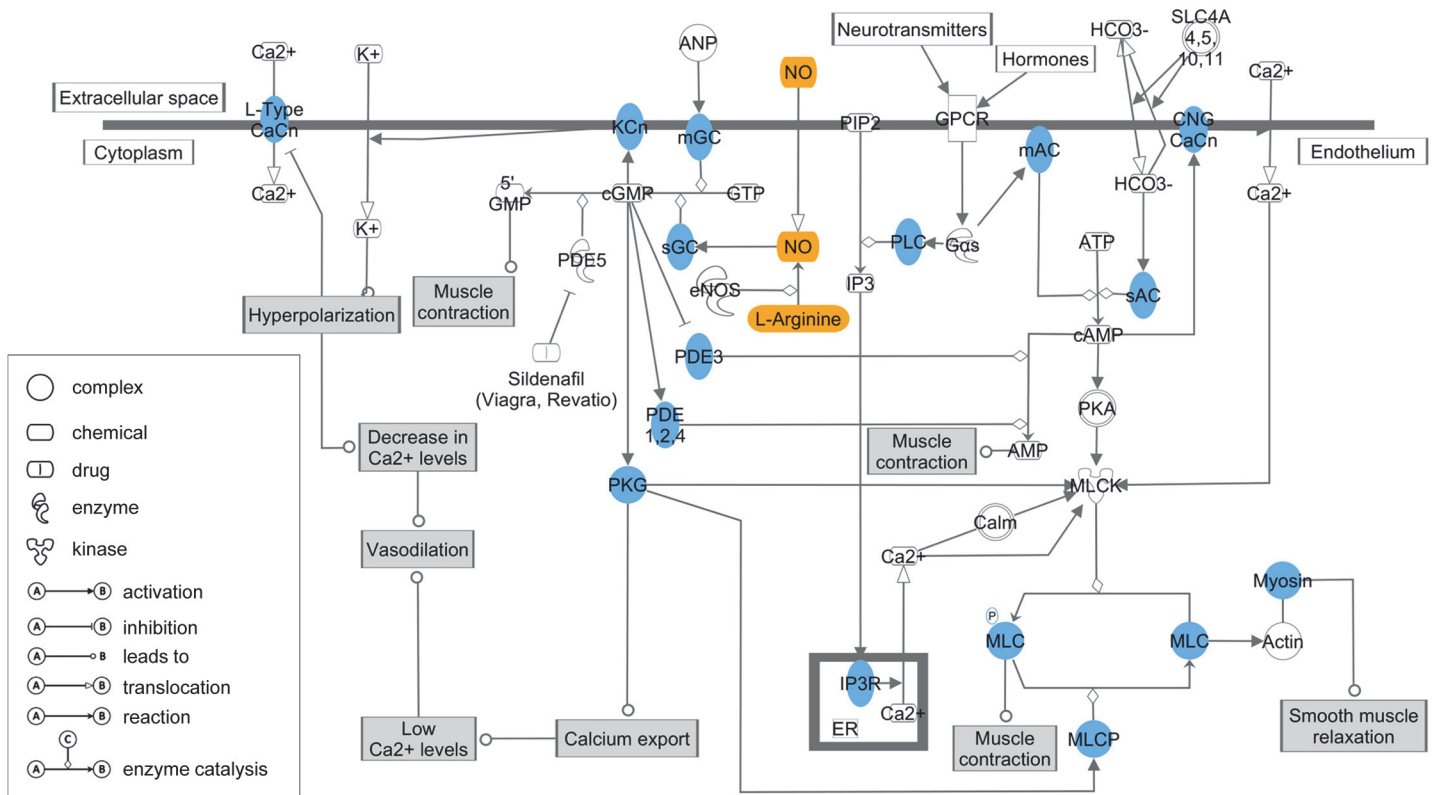 Ca2+
K+
ANP
NO
Neurotransmitters
Hormones
HCO3-
SLC4A
4,5,
10,11
Ca2+
Extracellular space
L-Type
CaCn
KCn
mGC
PIP2
GPCR
mAC
CNG
CaCn
Cytoplasm
Endothelium
Ca2+
5'
GMP
cGMP
GTP
HCO3-
Ca2+
K+
PDE5
sGC
NO
PLC
Gαs
ATP
eNOS
IP3
sAC
Hyperpolarization
Muscle
contraction
L-Arginine
cAMP
PDE3
Sildenafil
(Viagra, Revatio)
PDE
1,2,4
PKA
Decrease in
Ca2+ levels
Muscle
contraction
AMP
PKG
MLCK
Calm
Vasodilation
Ca2+
Myosin
P
MLC
MLC
Actin
IP3R
Ca2+
ER
Low
Ca2+ levels
Calcium export
Muscle
contraction
MLCP
Smooth muscle
relaxation
complex
chemical
drug
enzyme
kinase
A B activation
A B inhibition
A B leads to
A B translocation
A B reaction
C
A B enzyme catalysis